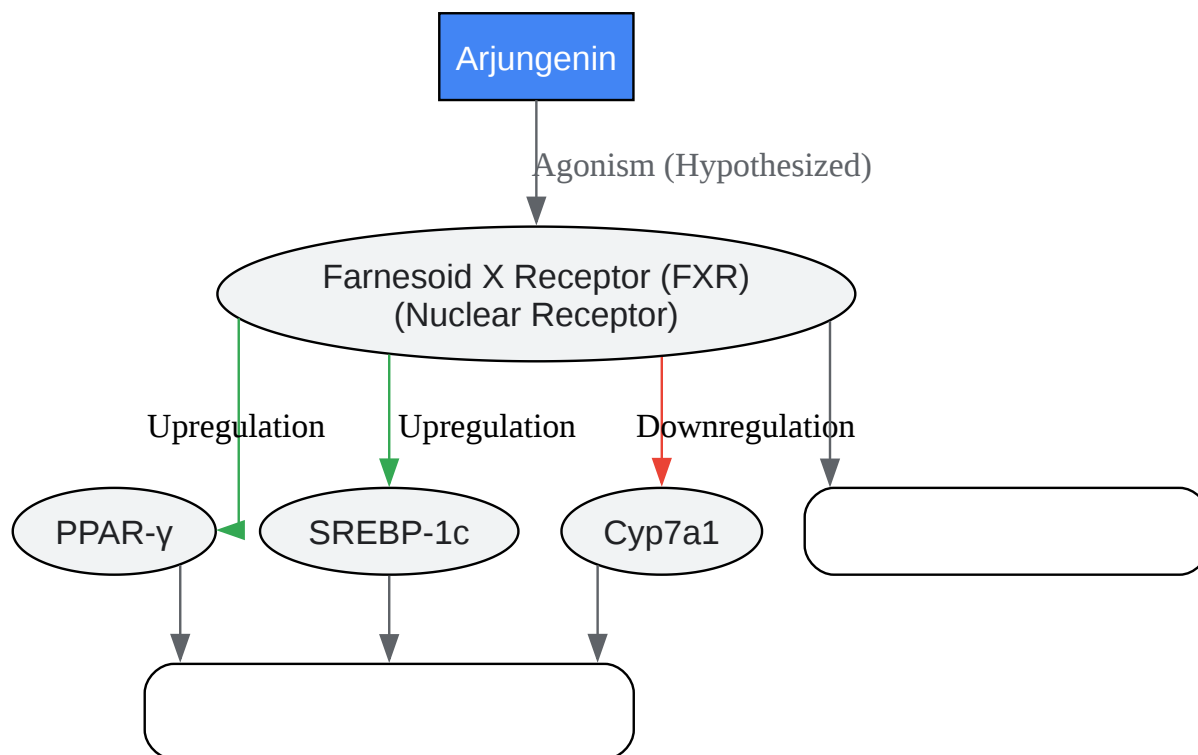 Arjungenin
Agonism (Hypothesized)
Farnesoid X Receptor (FXR)
(Nuclear Receptor)
Upregulation
Upregulation
Downregulation
PPAR-γ
SREBP-1c
Cyp7a1